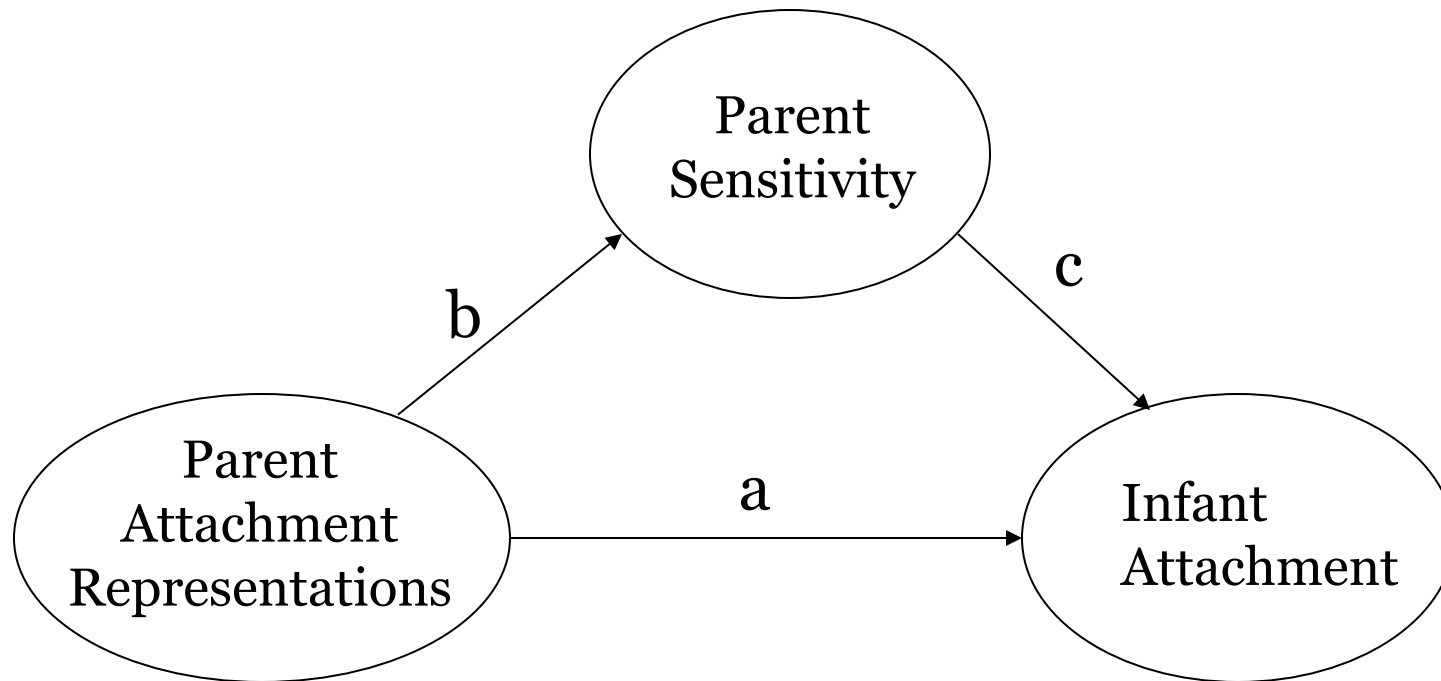 Parent
Sensitivity
b
c
Parent
Attachment
Representations
a
Infant
Attachment